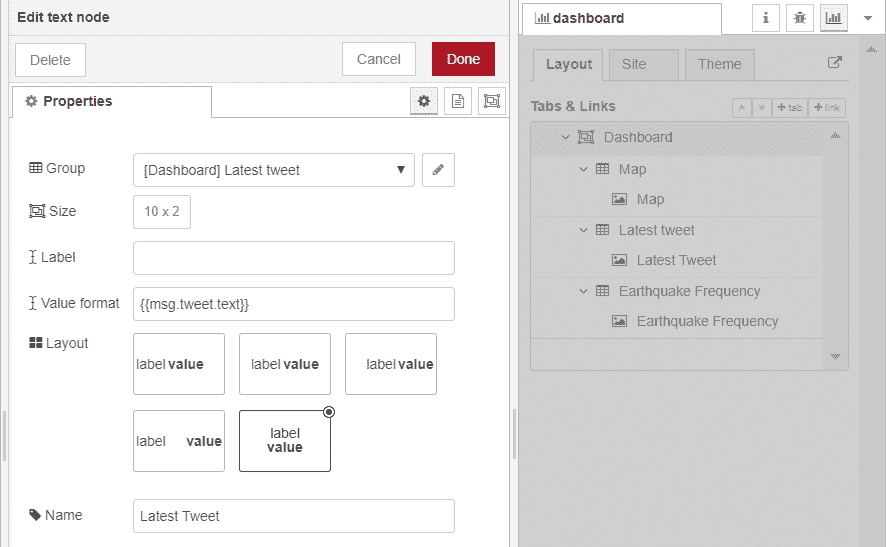 Edit text node
Delete
Cancel
Done
Properties
Group
[Dashboard] Latest tweet
Size
10 x 2
Label
Value format
{{msg.tweet.text}}
Layout
label value
label value
label value
label value
label
value
Name
Latest Tweet
dashboard
Layout
Site
Theme
Tabs & Links
+ tab
+ link
Dashboard
Map
Map
Latest tweet
Latest Tweet
Earthquake Frequency
Earthquake Frequency